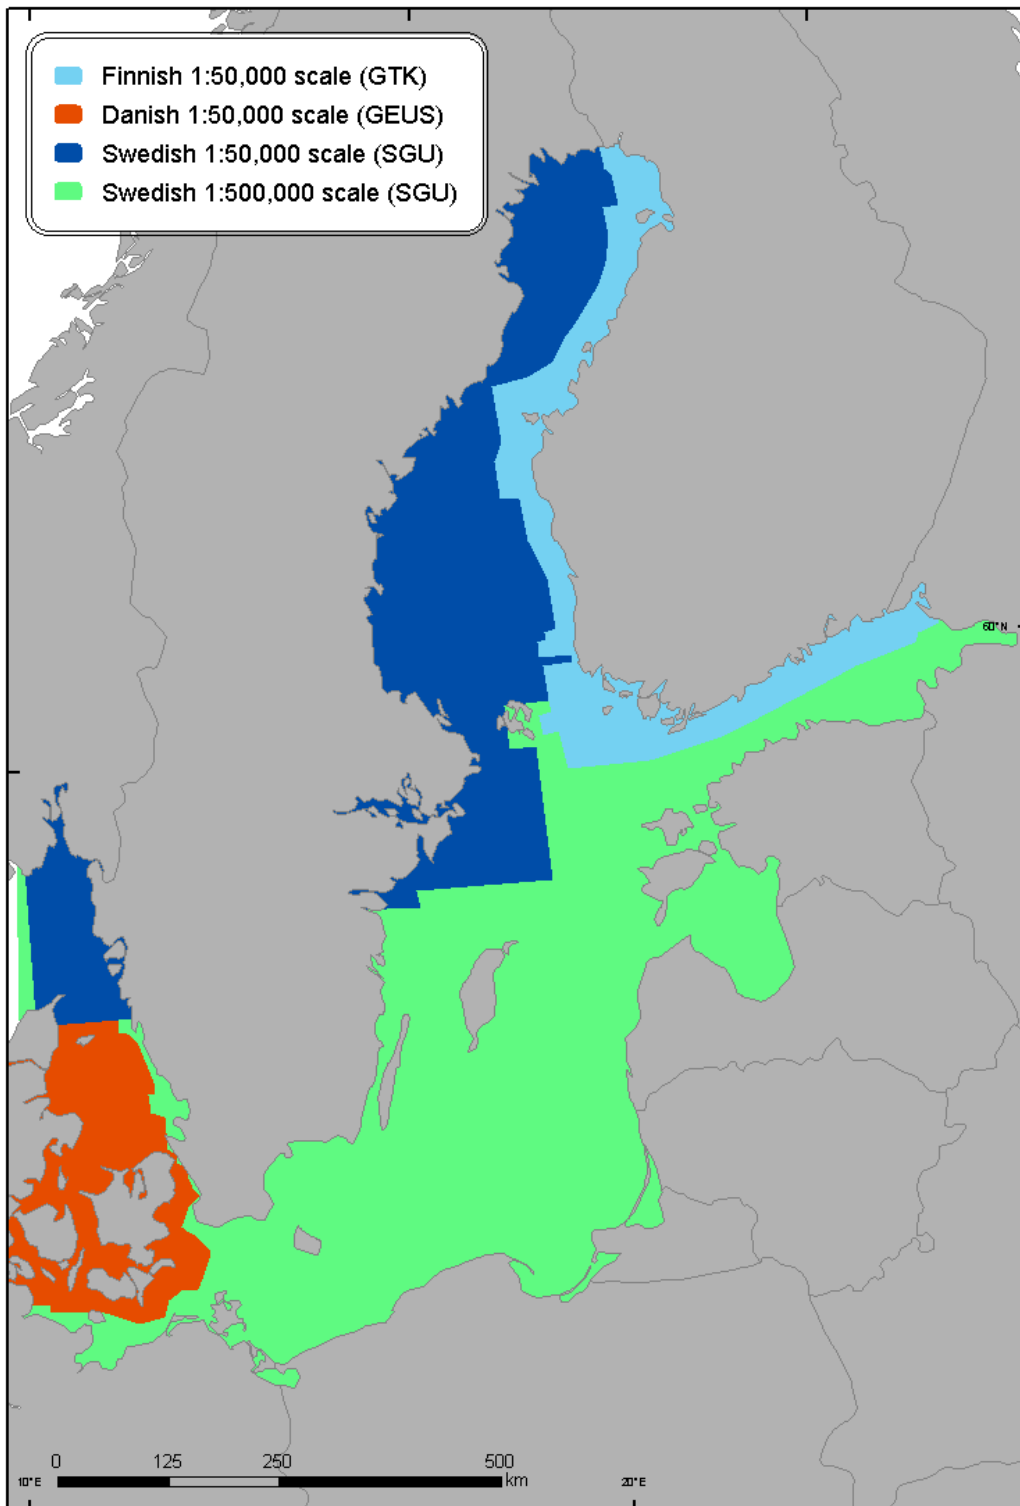 Finnish 1:50,000 scale (GTK)
Danish 1:50,000 scale (GEUS)
Swedish 1:50,000 scale (SGU)
Swedish 1:500,000 scale (SGU)
60°N
0 125 250 500
km
10°E 20°E